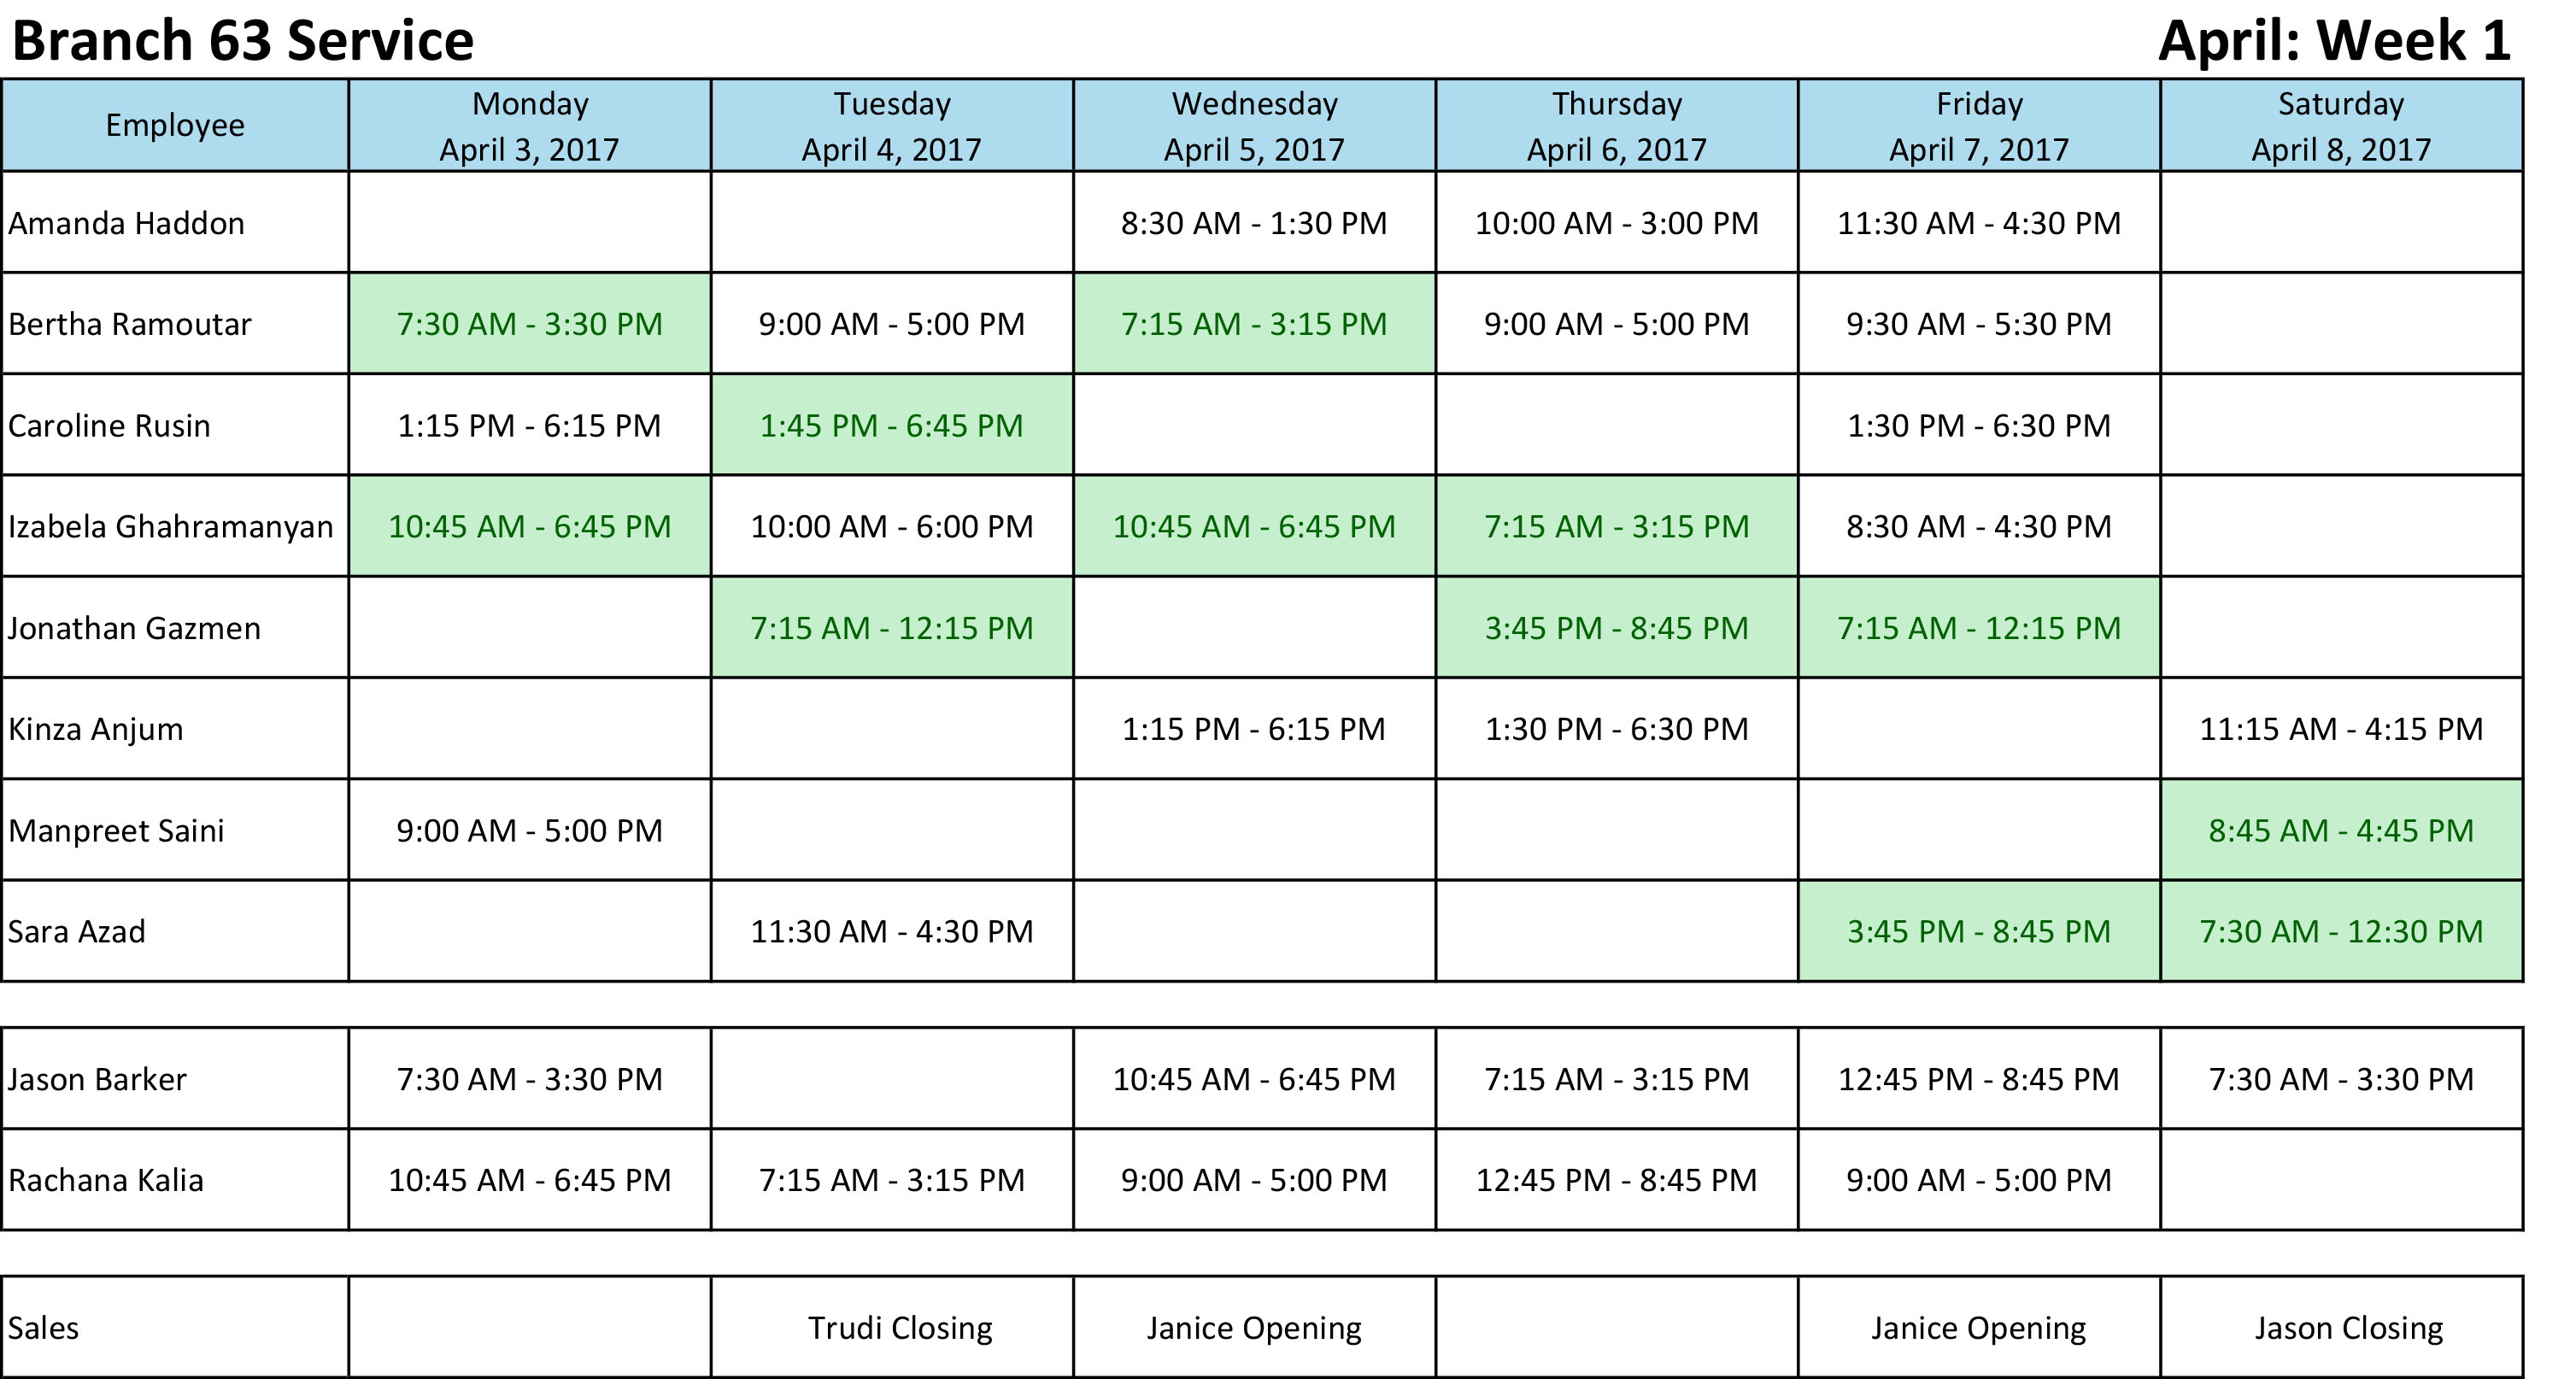 Branch 63 Service April: Week 1
Employee Monday April 3, 2017 Tuesday April 4, 2017 Wednesday April 5, 2017 Thursday April 6, 2017 Friday April 7, 2017 Saturday April 8, 2017
Amanda Haddon 8:30 AM - 1:30 PM 10:00 AM - 3:00 PM 11:30 AM - 4:30 PM
Bertha Ramoutar 7:30 AM - 3:30 PM 9:00 AM - 5:00 PM 7:15 AM - 3:15 PM 9:00 AM - 5:00 PM 9:30 AM - 5:30 PM
Caroline Rusin 1:15 PM - 6:15 PM 1:45 PM - 6:45 PM 1:30 PM - 6:30 PM
Izabela Ghahramanyan 10:45 AM - 6:45 PM 10:00 AM - 6:00 PM 10:45 AM - 6:45 PM 7:15 AM - 3:15 PM 8:30 AM - 4:30 PM
Jonathan Gazmen 7:15 AM - 12:15 PM 3:45 PM - 8:45 PM 7:15 AM - 12:15 PM
Kinza Anjum 1:15 PM - 6:15 PM 1:30 PM - 6:30 PM 11:15 AM - 4:15 PM
Manpreet Saini 9:00 AM - 5:00 PM 8:45 AM - 4:45 PM
Sara Azad 11:30 AM - 4:30 PM 3:45 PM - 8:45 PM 7:30 AM - 12:30 PM
Jason Barker 7:30 AM - 3:30 PM 10:45 AM - 6:45 PM 7:15 AM - 3:15 PM 12:45 PM - 8:45 PM 7:30 AM - 3:30 PM
Rachana Kalia 10:45 AM - 6:45 PM 7:15 AM - 3:15 PM 9:00 AM - 5:00 PM 12:45 PM - 8:45 PM 9:00 AM - 5:00 PM
Sales Trudi Closing Janice Opening Janice Opening Jason Closing